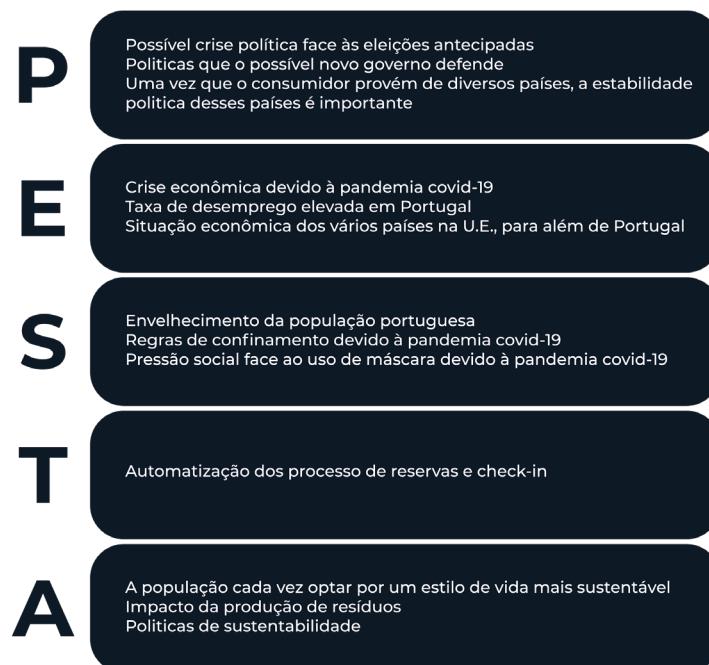 P
Possível crise política face às eleições antecipadas
Politicas que o possível novo governo defende
Uma vez que o consumidor provém de diversos países, a estabilidade
politica desses países é importante
E
Crise econômica devido à pandemia covid-19
Taxa de desemprego elevada em Portugal
Situação econômica dos vários países na U.E., para além de Portugal
S
Envelhecimento da população portuguesa
Regras de confinamento devido à pandemia covid-19
Pressão social face ao uso de máscara devido à pandemia covid-19
T
Automatização dos processo de reservas e check-in
A
A população cada vez optar por um estilo de vida mais sustentável
Impacto da produção de resíduos
Politicas de sustentabilidade